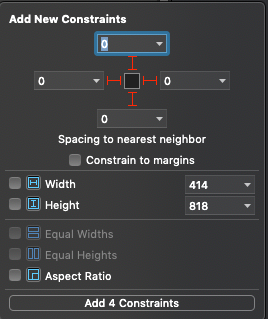 Add New Constraints
0
0 0
0
Spacing to nearest neighbor
Constrain to margins
Width 414
Height 818
Equal Widths
Equal Heights
Aspect Ratio
Add 4 Constraints